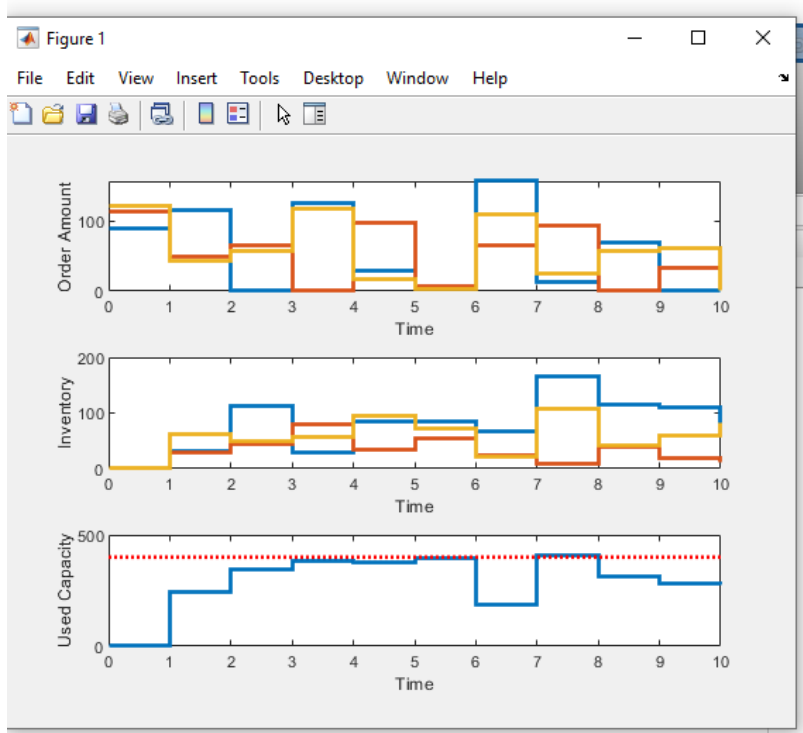 Figure 1
File Edit View Insert Tools Desktop Window Help
Order Amount
100
0
0 1 2 3 4 5 6 7 8 9 10
Time
Inventory
200
100
0
0 1 2 3 4 5 6 7 8 9 10
Time
Used Capacity
500
0
0 1 2 3 4 5 6 7 8 9 10
Time